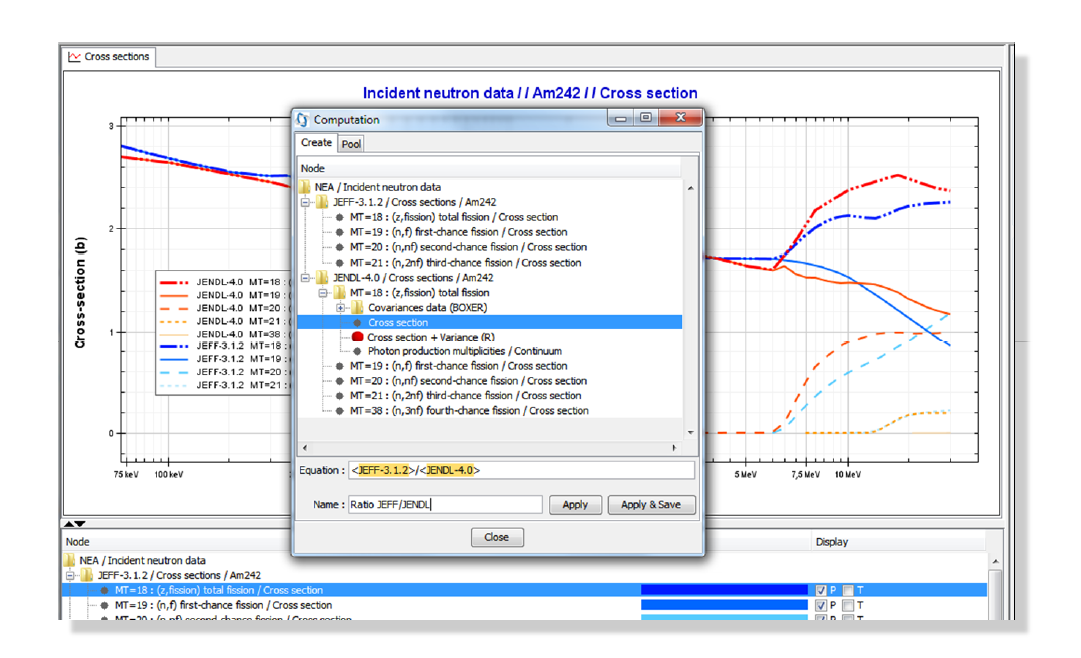 Cross sections
Incident neutron data // Am242 // Cross section
Computation
Create Pool
Node
NEA / Incident neutron data
JEFF-3.1.2 / Cross sections / Am242
MT=18 : (z,fission) total fission / Cross section
MT=19 : (n,f) first-chance fission / Cross section
MT=20 : (n,nf) second-chance fission / Cross section
MT=21 : (n,2nf) third-chance fission / Cross section
JENDL-4.0 / Cross sections / Am242
MT=18 : (z,fission) total fission
Covariances data (BOXER)
Cross section
Cross section + Variance (R)
Photon production multiplicities / Continuum
MT=19 : (n,f) first-chance fission / Cross section
MT=20 : (n,nf) second-chance fission / Cross section
MT=21 : (n,2nf) third-chance fission / Cross section
MT=38 : (n,3nf) fourth-chance fission / Cross section
Equation : <JEFF-3.1.2>/<JENDL-4.0>
Name : Ratio JEFF/JENDL Apply Apply & Save
Close
Cross-section (b)
3
2
1
0
JENDL-4.0 MT=18 : (
JENDL-4.0 MT=19 : (
JENDL-4.0 MT=20 : (
JENDL-4.0 MT=21 : (
JENDL-4.0 MT=38 : (
JEFF-3.1.2 MT=18 :
JEFF-3.1.2 MT=19 :
JEFF-3.1.2 MT=20
JEFF-3.1.2 MT=21
75 keV 100 keV 5 MeV 7,5 MeV 10 MeV
Node Display
NEA / Incident neutron data
JEFF-3.1.2 / Cross sections / Am242
MT=18 : (z,fission) total fission / Cross section P T
MT=19 : (n,f) first-chance fission / Cross section P T
MT=20 : (n,nf) second-chance fission / Cross section P T